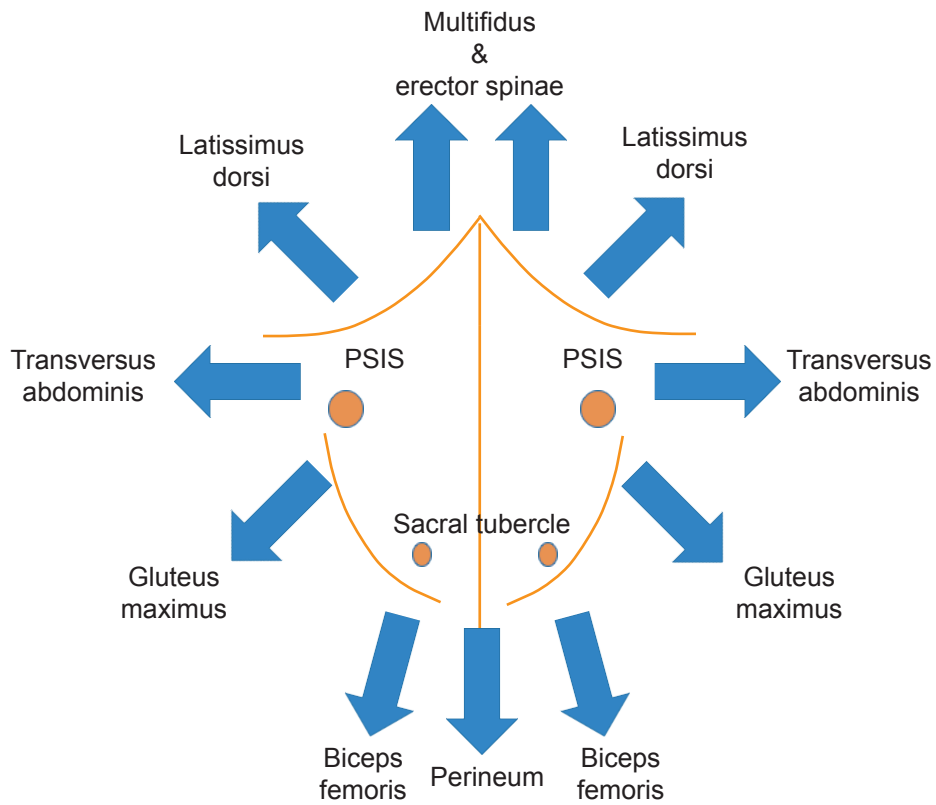 Multifidus
&
erector spinae
Latissimus
dorsi
Latissimus
dorsi
Transversus
abdominis
PSIS
PSIS
Transversus
abdominis
Sacral tubercle
Gluteus
maximus
Gluteus
maximus
Biceps
femoris
Perineum
Biceps
femoris